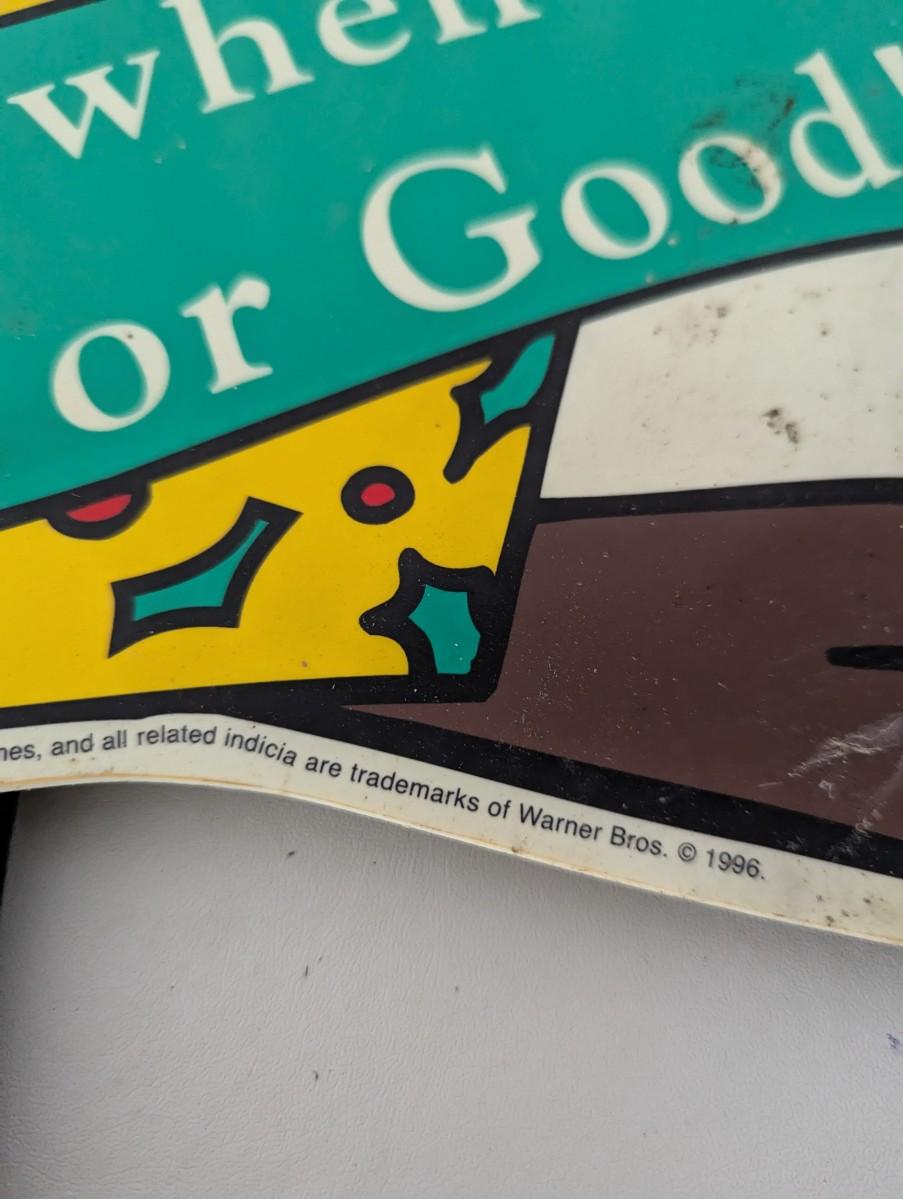 when
or Good
nes, and all related indicia are trademarks of Warner Bros. © 1996.